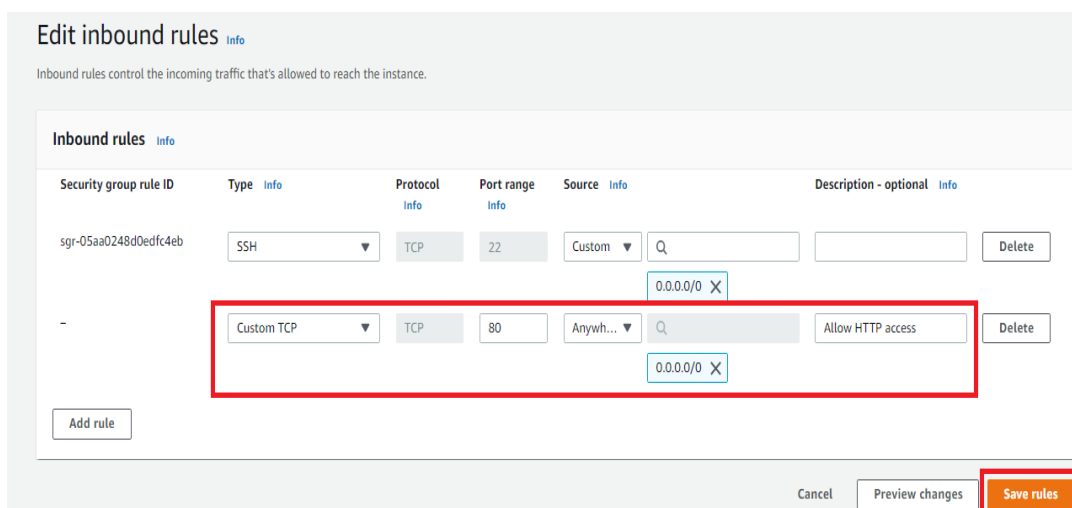 Edit inbound rules Info
Inbound rules control the incoming traffic that's allowed to reach the instance.
Inbound rules Info
Security group rule ID Type Info Protocol Info Port range Info Source Info Description - optional Info
sgr-05aa0248d0edfc4eb SSH TCP 22 Custom Delete
0.0.0.0/0
– Custom TCP TCP 80 Anywh... Allow HTTP access Delete
0.0.0.0/0
Add rule
Cancel Preview changes Save rules